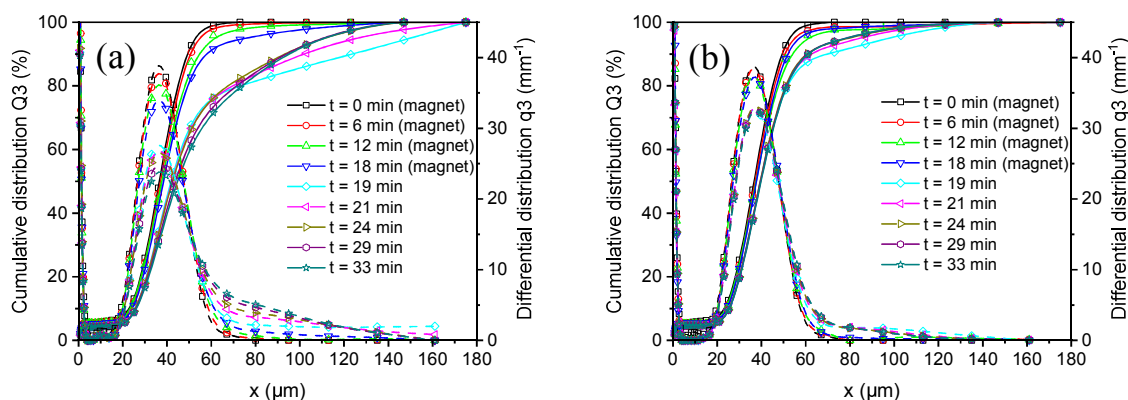 (a)
Cumulative distribution Q3 (%)
100
80
60
40
20
0
t = 0 min (magnet)
t = 6 min (magnet)
t = 12 min (magnet)
t = 18 min (magnet)
t = 19 min
t = 21 min
t = 24 min
t = 29 min
t = 33 min
40
30
20
10
0
Differential distribution q3 (mm⁻¹)
0 20 40 60 80 100 120 140 160 180
x (µm)
(b)
Cumulative distribution Q3 (%)
100
80
60
40
20
0
t = 0 min (magnet)
t = 6 min (magnet)
t = 12 min (magnet)
t = 18 min (magnet)
t = 19 min
t = 21 min
t = 24 min
t = 29 min
t = 33 min
40
30
20
10
0
Differential distribution q3 (mm⁻¹)
0 20 40 60 80 100 120 140 160 180
x (µm)